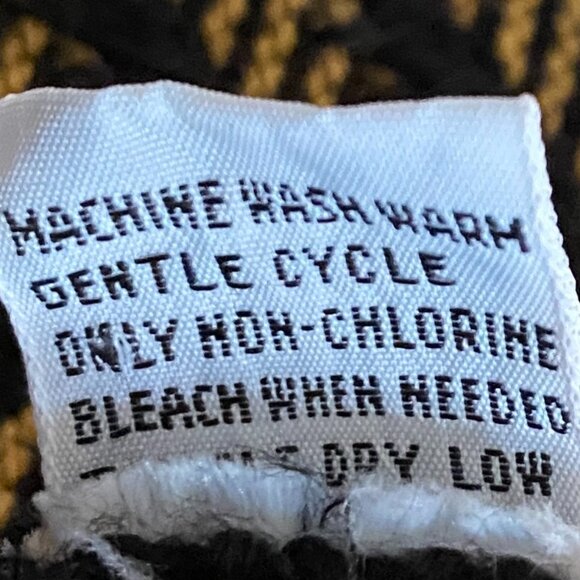 MACHINE WASH WARM
GENTLE CYCLE
ONLY NON-CHLORINE
BLEACH WHEN NEEDED
DRY LOW